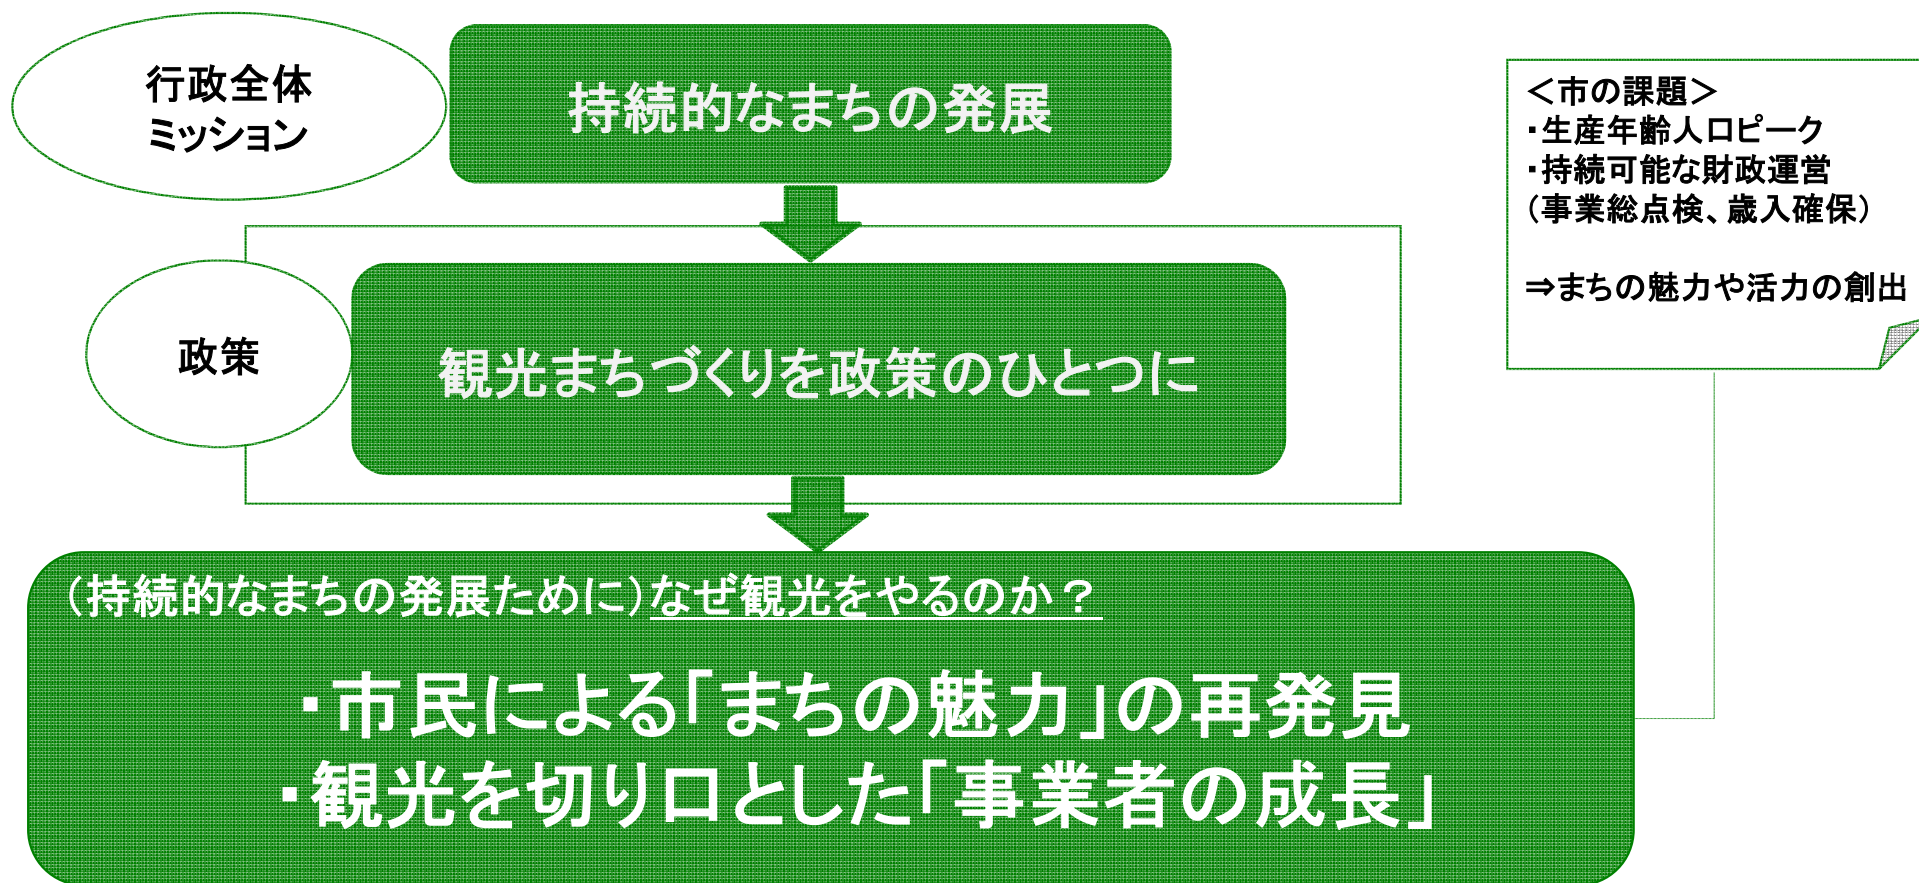 行政全体
ミッション
持続的なまちの発展
<市の課題>
・生産年齢人口ピーク
・持続可能な財政運営
(事業総点検、歳入確保)
⇒まちの魅力や活力の創出
政策
観光まちづくりを政策のひとつに
(持続的なまちの発展ために)なぜ観光をやるのか?
・市民による「まちの魅力」の再発見
・観光を切り口とした「事業者の成長」